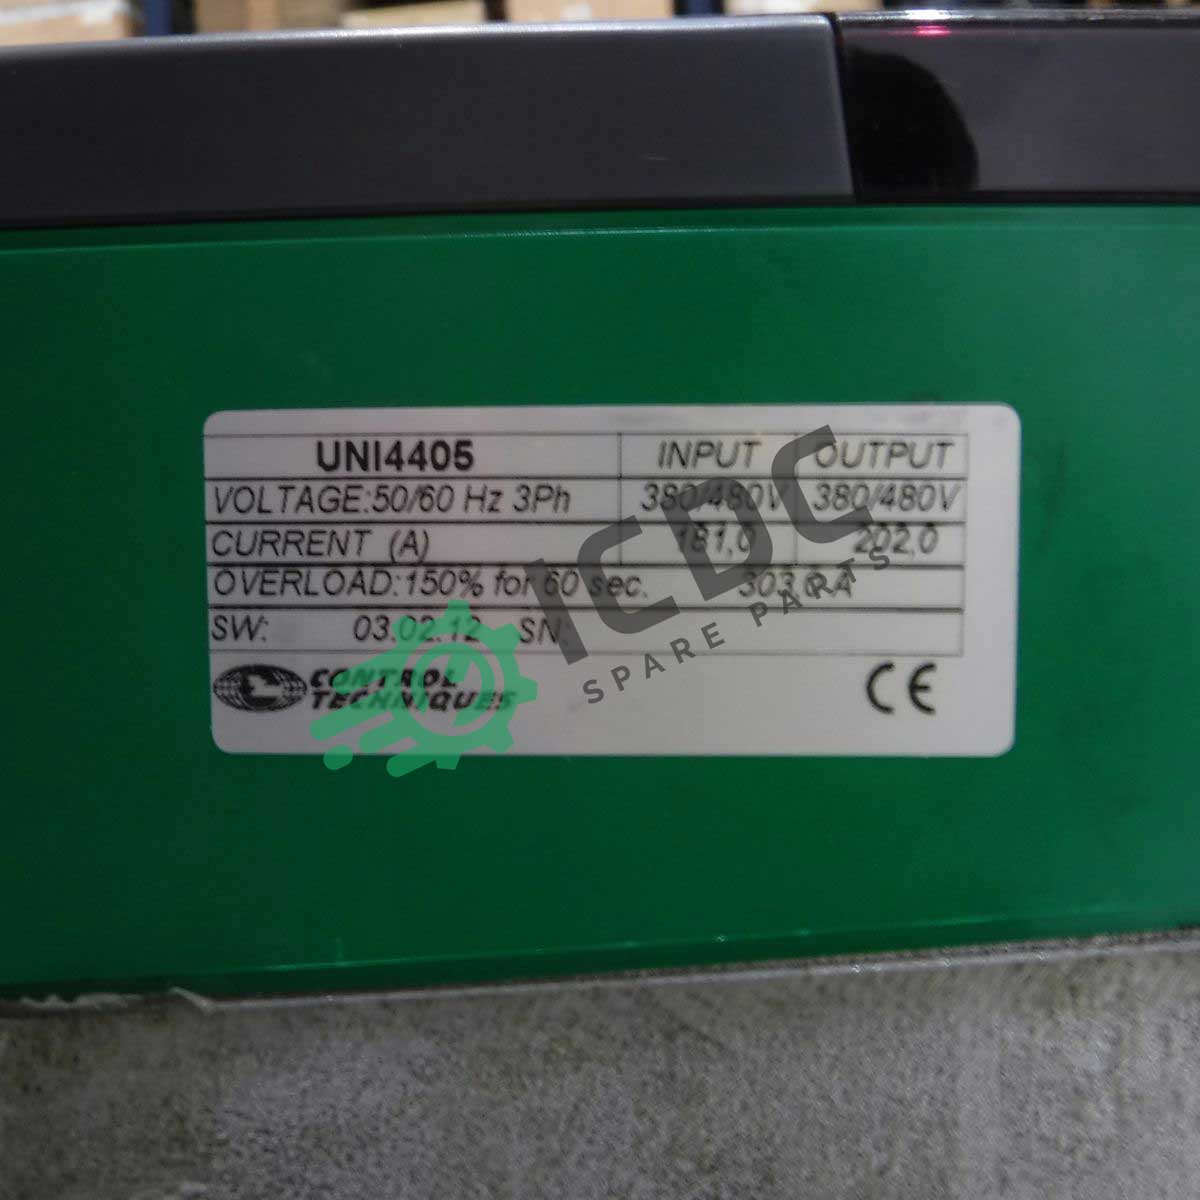 UNI4405 INPUT OUTPUT
VOLTAGE:50/60 Hz 3Ph 380/480V 380/480V
CURRENT (A) 181,0 202,0
OVERLOAD:150% for 60 sec. 303,0 A
SW: 03.02.12 SN:
CONTROL
TECHNIQUES
CE
ICDC
SPARE PARTS